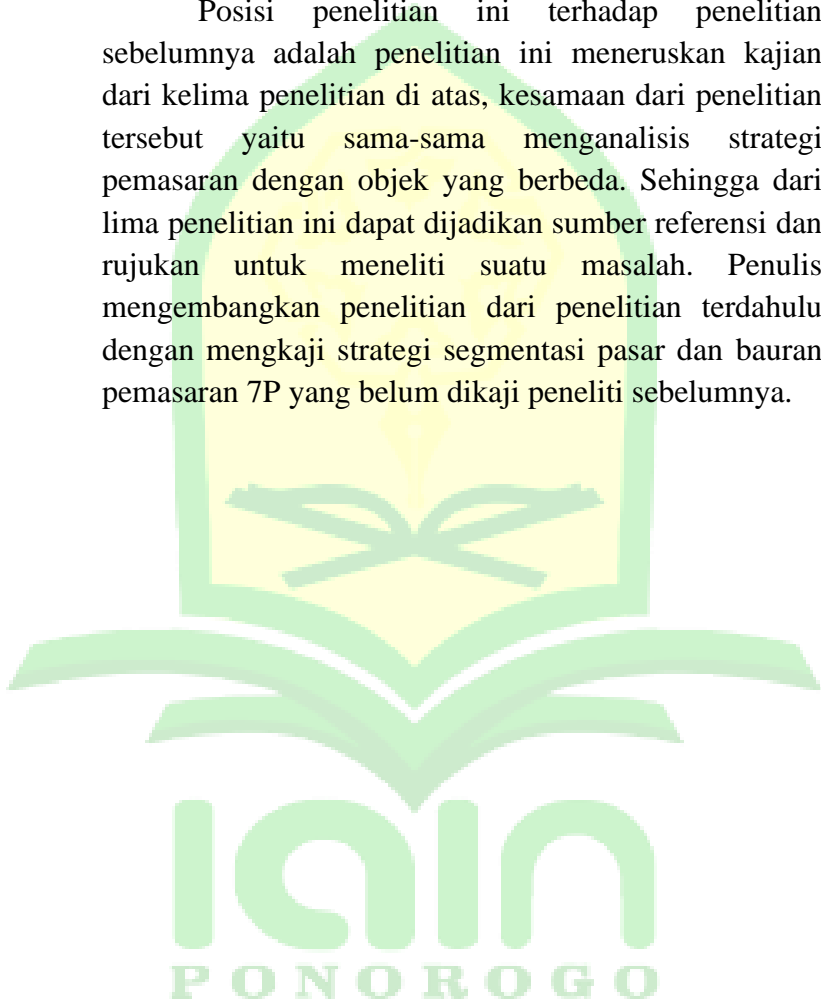 Posisi penelitian ini terhadap penelitian
sebelumnya adalah penelitian ini meneruskan kajian
dari kelima penelitian di atas, kesamaan dari penelitian
tersebut yaitu sama-sama menganalisis strategi
pemasaran dengan objek yang berbeda. Sehingga dari
lima penelitian ini dapat dijadikan sumber referensi dan
rujukan untuk meneliti suatu masalah. Penulis
mengembangkan penelitian dari penelitian terdahulu
dengan mengkaji strategi segmentasi pasar dan bauran
pemasaran 7P yang belum dikaji peneliti sebelumnya.
iain
PONOROGO